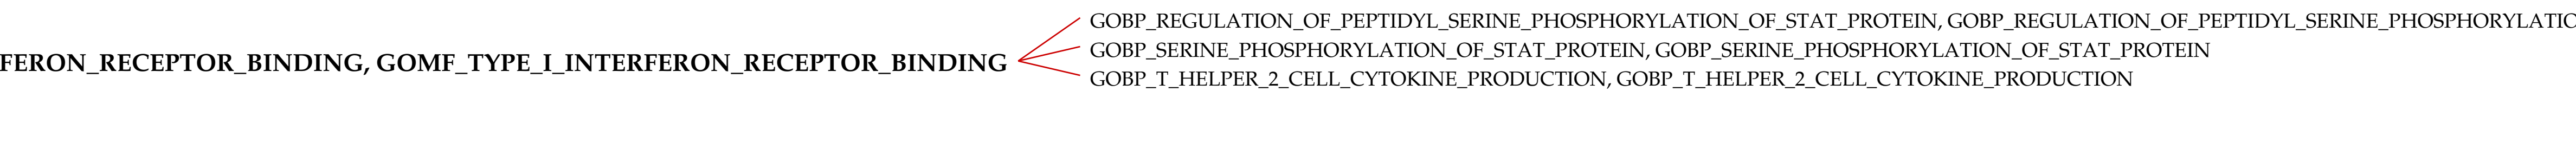 GOBP_REGULATION_OF_PEPTIDYL_SERINE_PHOSPHORYLATION_OF_STAT_PROTEIN, GOBP_REGULATION_OF_PEPTIDYL_SERINE_PHOSPHORYLATIO
FERON_RECEPTOR_BINDING, GOMF_TYPE_I_INTERFERON_RECEPTOR_BINDING
GOBP_SERINE_PHOSPHORYLATION_OF_STAT_PROTEIN, GOBP_SERINE_PHOSPHORYLATION_OF_STAT_PROTEIN
GOBP_T_HELPER_2_CELL_CYTOKINE_PRODUCTION, GOBP_T_HELPER_2_CELL_CYTOKINE_PRODUCTION